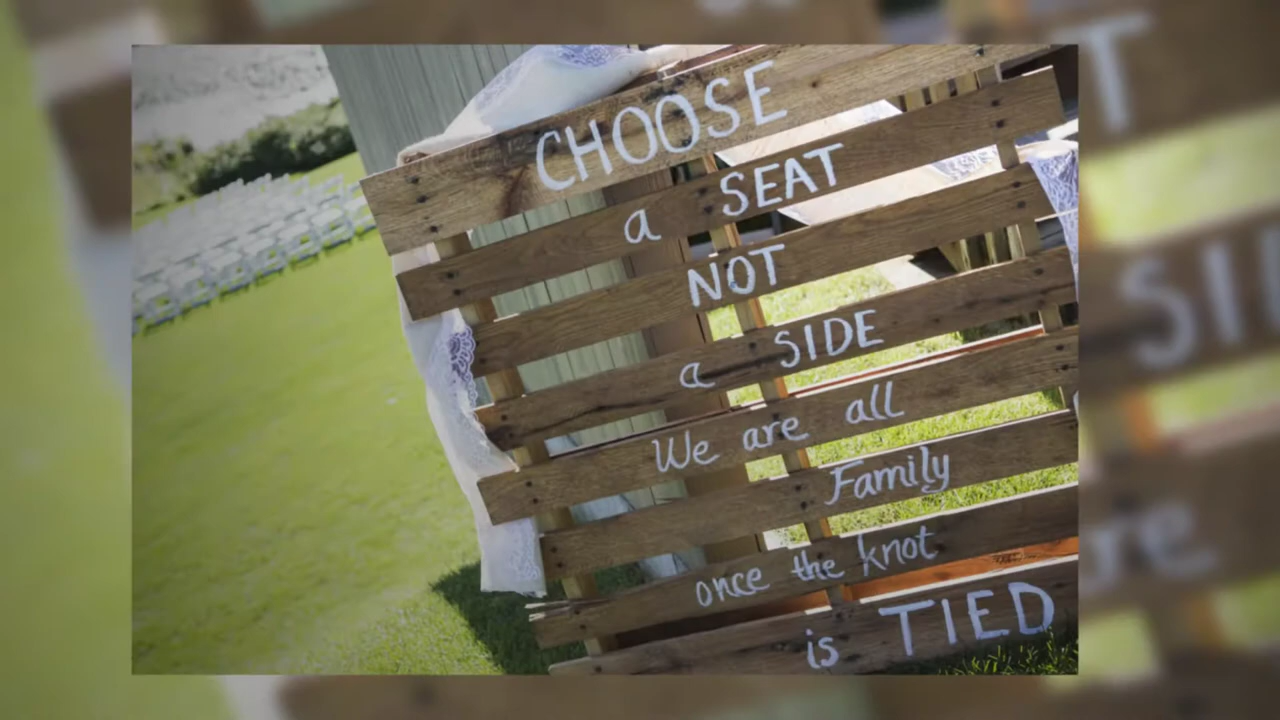 CHOOSE
a SEAT
NOT
a SIDE
We are all
Family
once the knot
is TIED